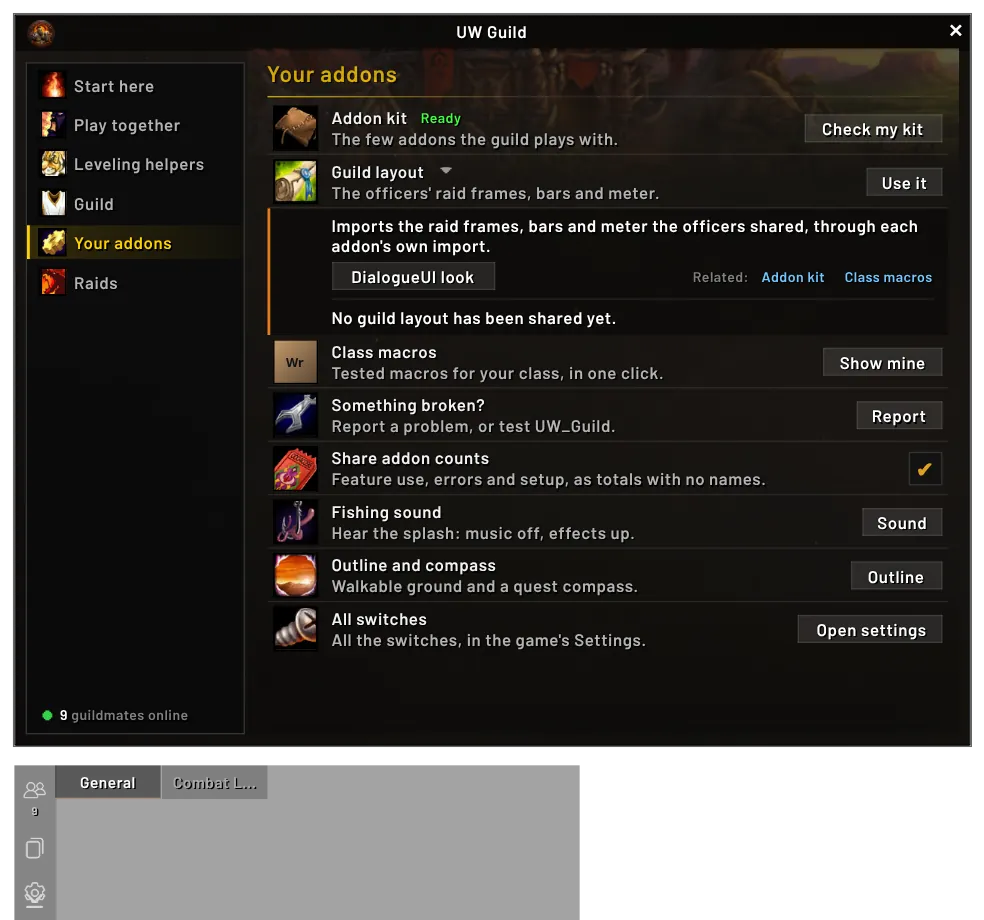 UW Guild
Start here
Play together
Leveling helpers
Guild
Your addons
Raids
9 guildmates online
Your addons
Addon kit Ready
The few addons the guild plays with.
Check my kit
Guild layout
The officers' raid frames, bars and meter.
Use it
Imports the raid frames, bars and meter the officers shared, through each
addon's own import.
DialogueUI look
Related: Addon kit Class macros
No guild layout has been shared yet.
Wr
Class macros
Tested macros for your class, in one click.
Show mine
Something broken?
Report a problem, or test UW_Guild.
Report
Share addon counts
Feature use, errors and setup, as totals with no names.
Fishing sound
Hear the splash: music off, effects up.
Sound
Outline and compass
Walkable ground and a quest compass.
Outline
All switches
All the switches, in the game's Settings.
Open settings
General
Combat L...
9